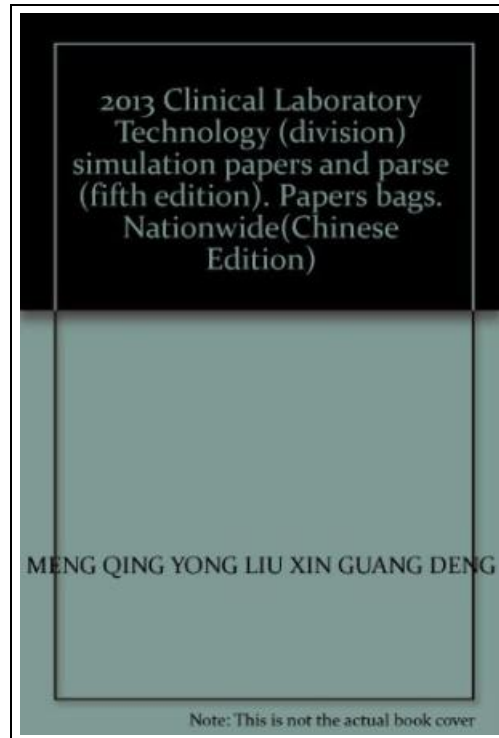 2013 Clinical Laboratory
Technology (division)
simulation papers and parse
(fifth edition). Papers bags.
Nationwide(Chinese
Edition)
MENG QING YONG LIU XIN GUANG DENG
Note: This is not the actual book cover